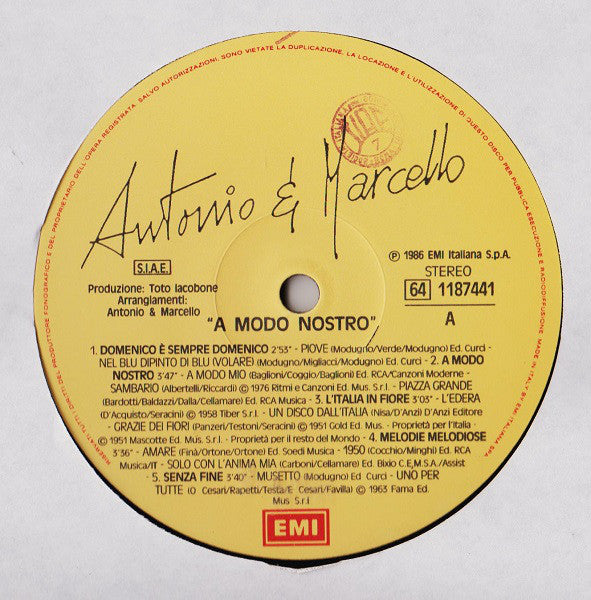 RISERVATI TUTTI I DIRITTI DEL PRODUTTORE FONOGRAFICO E DEL PROPRIETARIO DELL'OPERA REGISTRATA. SALVO AUTORIZZAZIONI, SONO VIETATE LA DUPLICAZIONE, LA LOCAZIONE E L'UTILIZZAZIONE DI QUESTO DISCO PER PUBBLICA ESECUZIONE E RADIODIFFUSIONE. MADE IN ITALY BY EMI ITALIANA SPA
Antonio & Marcello
S.I.A.E.
Produzione: Toto Iacobone
Arrangiamenti:
Antonio & Marcello
℗ 1986 EMI Italiana S.p.A.
STEREO
64 1187441
A
"A MODO NOSTRO"
1. DOMENICO È SEMPRE DOMENICO 2'53" - PIOVE (Modugno/Verde/Modugno) Ed. Curci -
NEL BLU DIPINTO DI BLU (VOLARE) (Modugno/Migliacci/Modugno) Ed. Curci - 2. A MODO
NOSTRO 3'47" - A MODO MIO (Baglioni/Coggio/Baglioni) Ed. RCA/Canzoni Moderne -
SAMBARIO (Albertelli/Riccardi) © 1976 Ritmi e Canzoni Ed. Mus. S.r.l - PIAZZA GRANDE
(Bardotti/Baldazzi/Dalla/Cellamare) Ed. RCA Musica - 3. L'ITALIA IN FIORE 3'03" - L'EDERA
(D'Acquisto/Seracini) © 1958 Tiber S.r.l - UN DISCO DALL'ITALIA (Nisa/D'Anzi) D'Anzi Editore
- GRAZIE DEI FIORI (Panzeri/Testoni/Seracini) © 1951 Gold Ed. Mus. - Proprietà per l'Italia -
© 1951 Mascotte Ed. Mus S.r.l - Proprietà per il resto del Mondo - 4. MELODIE MELODIOSE
3'36" - AMARE (Fina/Ortone/Ortone) Ed. Soedi Musica - 1950 (Cocchio/Minghi) Ed. RCA
Musica/IT - SOLO CON L'ANIMA MIA (Carboni/Cellamare) Ed. Bixio C.E.M.S.A./Assist
5. SENZA FINE 3'40" - MUSETTO (Modugno) Ed. Curci - UNO PER
TUTTE (O Cesari/Rapetti/Testa/E Cesari/Favilla) © 1963 Fama Ed.
Mus S.r.l
EMI